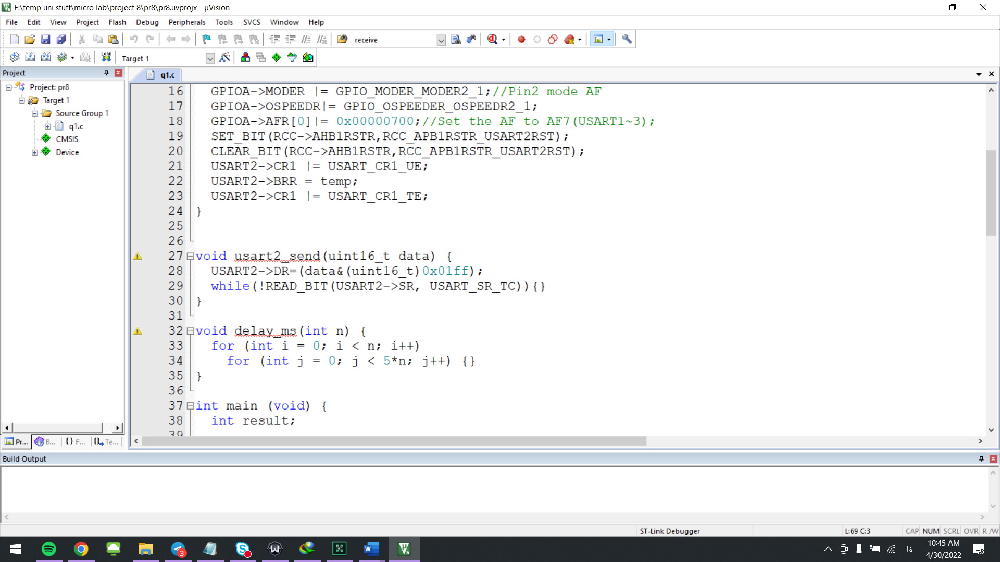 E:\temp uni stuff\micro lab\project 8\pr8\pr8.uvprojx - µVision
File Edit View Project Flash Debug Peripherals Tools SVCS Window Help
receive
LOAD Target 1
Project
q1.c
Project: pr8
Target 1
Source Group 1
q1.c
CMSIS
Device
16 GPIOA->MODER |= GPIO_MODER_MODER2_1;//Pin2 mode AF
17 GPIOA->OSPEEDR|= GPIO_OSPEEDER_OSPEEDR2_1;
18 GPIOA->AFR[0]|= 0x00000700;//Set the AF to AF7(USART1~3);
19 SET_BIT(RCC->AHB1RSTR,RCC_APB1RSTR_USART2RST);
20 CLEAR_BIT(RCC->AHB1RSTR,RCC_APB1RSTR_USART2RST);
21 USART2->CR1 |= USART_CR1_UE;
22 USART2->BRR = temp;
23 USART2->CR1 |= USART_CR1_TE;
24 }
25
26
27 void usart2_send(uint16_t data) {
28 USART2->DR=(data&(uint16_t)0x01ff);
29 while(!READ_BIT(USART2->SR, USART_SR_TC)){}
30 }
31
32 void delay_ms(int n) {
33 for (int i = 0; i < n; i++)
34 for (int j = 0; j < 5*n; j++) {}
35 }
36
37 int main (void) {
38 int result;
39
Pr... B... {} F... Te...
Build Output
ST-Link Debugger L:69 C:3 CAP NUM SCRL OVR R/W
3
فا
10:45 AM
4/30/2022